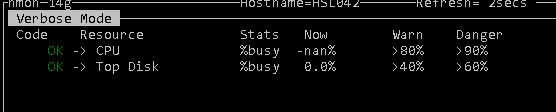 nmon-14g Hostname=HSL042 Refresh= 2secs
Verbose Mode
Code Resource Stats Now Warn Danger
OK -> CPU %busy -nan% >80% >90%
OK -> Top Disk %busy 0.0% >40% >60%